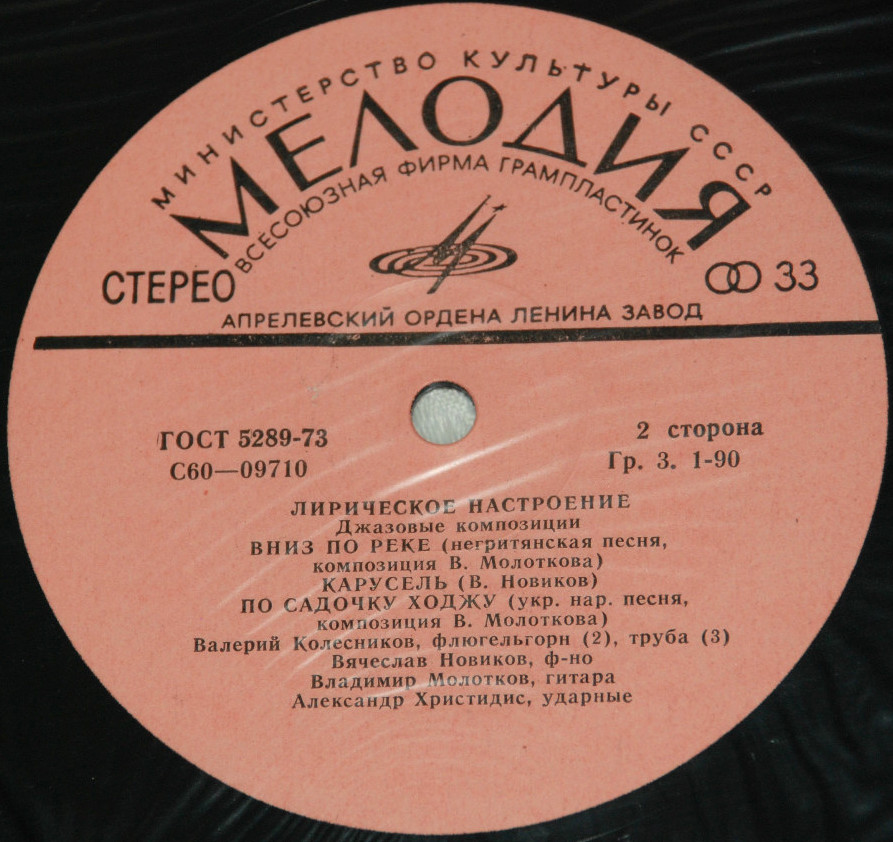 МИНИСТЕРСТВО КУЛЬТУРЫ СССР
МЕЛОДИЯ
ВСЕСОЮЗНАЯ ФИРМА ГРАМПЛАСТИНОК
СТЕРЕО
33
АПРЕЛЕВСКИЙ ОРДЕНА ЛЕНИНА ЗАВОД
ГОСТ 5289-73
2 сторона
С60—09710
Гр. 3. 1-90
ЛИРИЧЕСКОЕ НАСТРОЕНИЕ
Джазовые композиции
ВНИЗ ПО РЕКЕ (негритянская песня,
композиция В. Молоткова)
КАРУСЕЛЬ (В. Новиков)
ПО САДОЧКУ ХОДЖУ (укр. нар. песня,
композиция В. Молоткова)
Валерий Колесников, флюгельгорн (2), труба (3)
Вячеслав Новиков, ф-но
Владимир Молотков, гитара
Александр Христидис, ударные